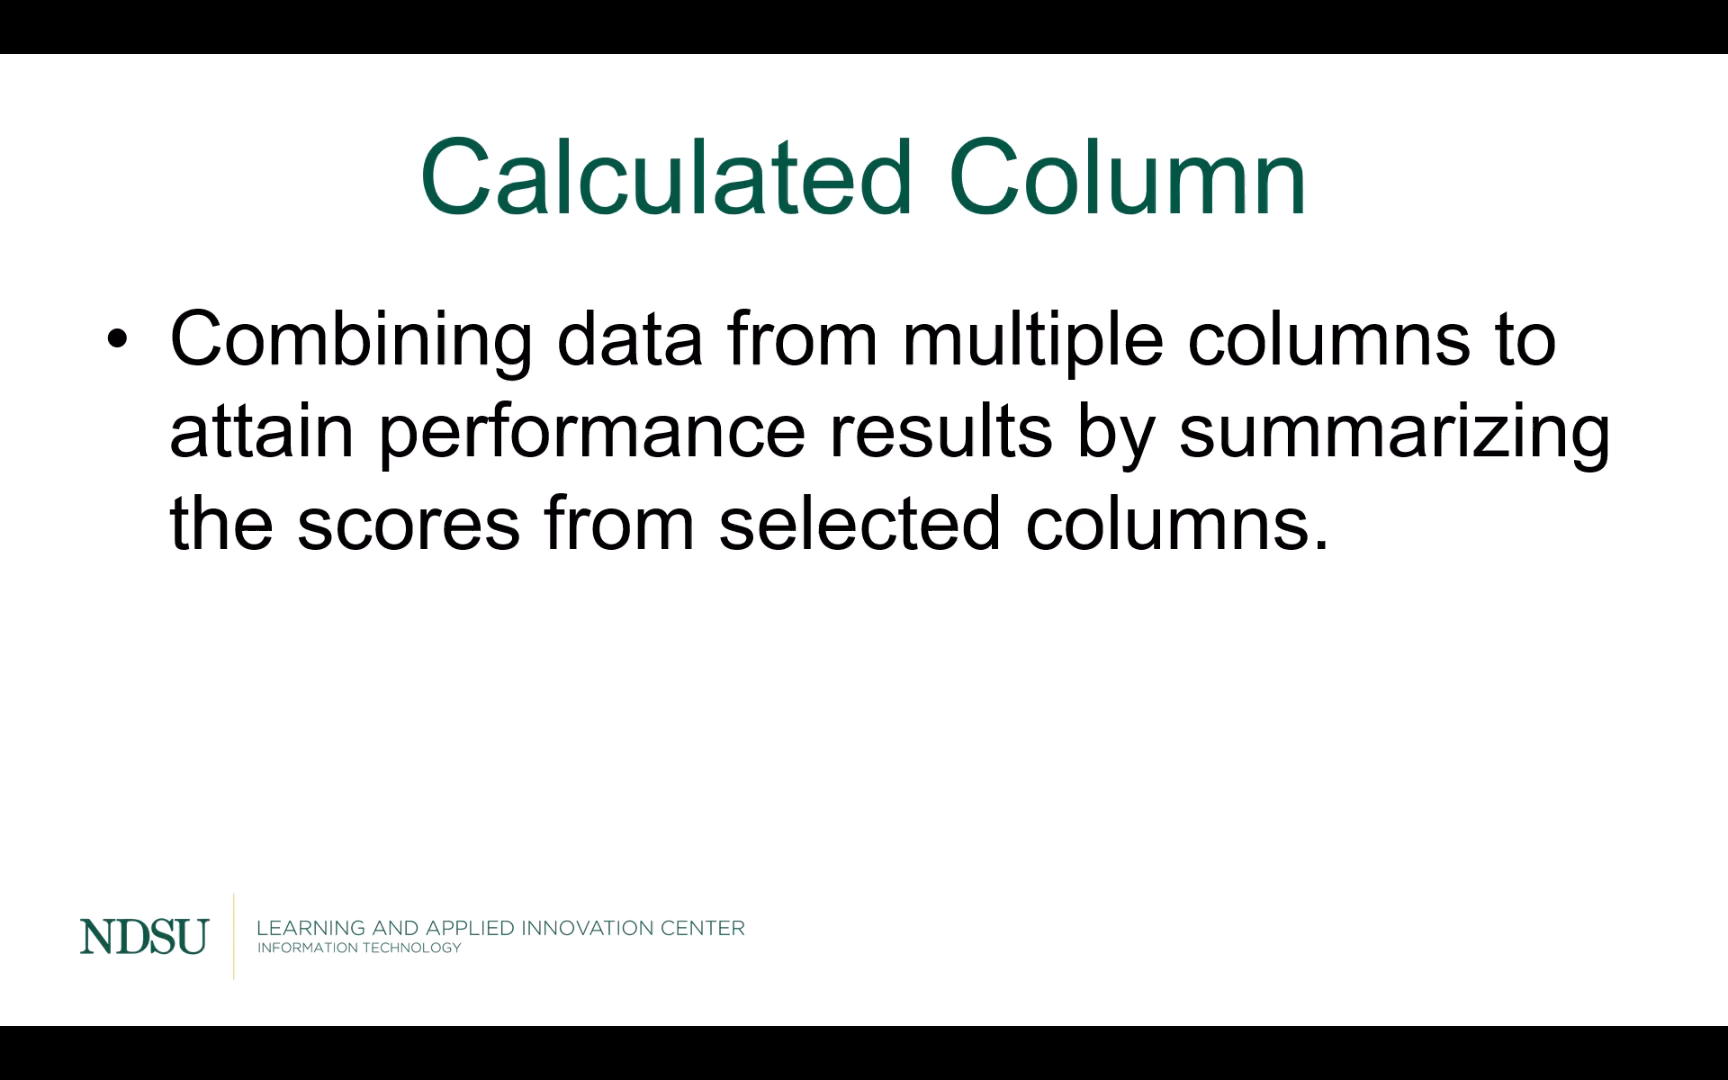 Calculated Column
• Combining data from multiple columns to
attain performance results by summarizing
the scores from selected columns.
NDSU
LEARNING AND APPLIED INNOVATION CENTER
INFORMATION TECHNOLOGY